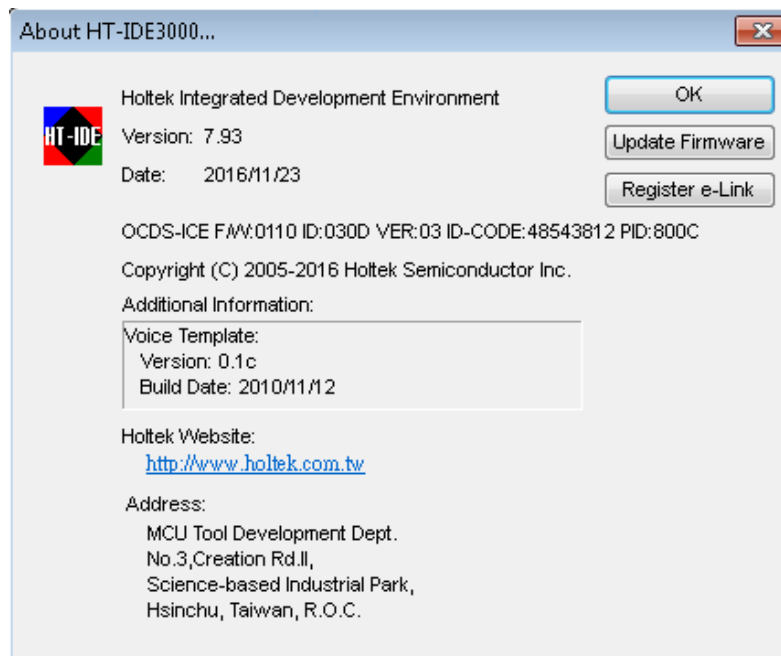 About HT-IDE3000...
Holtek Integrated Development Environment
OK
HT-IDE
Version: 7.93
Update Firmware
Date: 2016/11/23
Register e-Link
OCDS-ICE F/W:0110 ID:030D VER:03 ID-CODE:48543812 PID:800C
Copyright (C) 2005-2016 Holtek Semiconductor Inc.
Additional Information:
Voice Template:
Version: 0.1c
Build Date: 2010/11/12
Holtek Website:
http://www.holtek.com.tw
Address:
MCU Tool Development Dept.
No.3,Creation Rd.II,
Science-based Industrial Park,
Hsinchu, Taiwan, R.O.C.